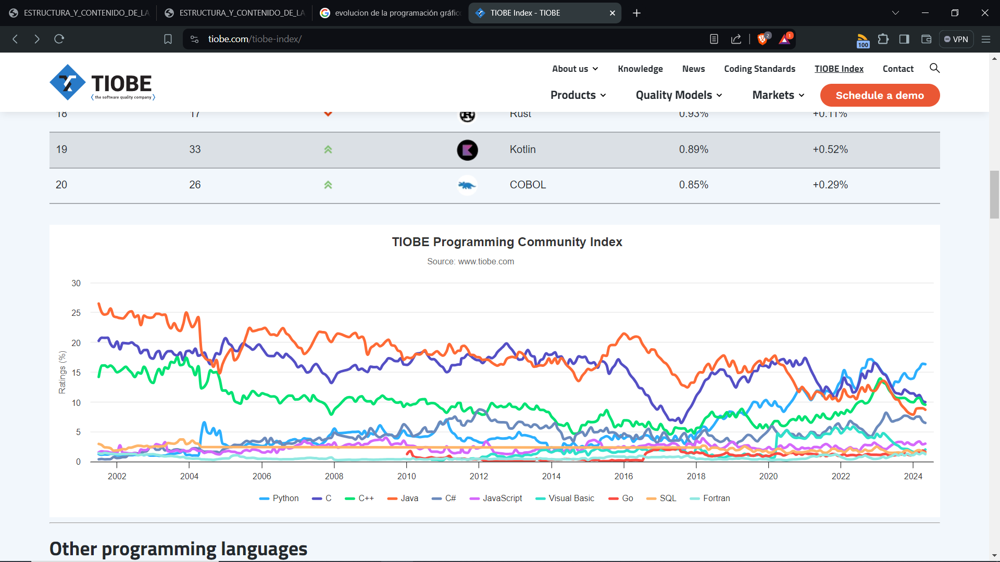 ESTRUCTURA_Y_CONTENIDO_DE_LA
ESTRUCTURA_Y_CONTENIDO_DE_LA
evolucion de la programación gráfic
TIOBE Index - TIOBE
tiobe.com/tiobe-index/
2
1
100
VPN
TIOBE
the software quality company
About us
Knowledge
News
Coding Standards
TIOBE Index
Contact
Products
Quality Models
Markets
Schedule a demo
18 17 Rust 0.93% +0.11%
19 33 Kotlin 0.89% +0.52%
20 26 COBOL 0.85% +0.29%
TIOBE Programming Community Index
Source: www.tiobe.com
Ratings (%)
30
25
20
15
10
5
0
2002 2004 2006 2008 2010 2012 2014 2016 2018 2020 2022 2024
Python C C++ Java C# JavaScript Visual Basic Go SQL Fortran
Other programming languages